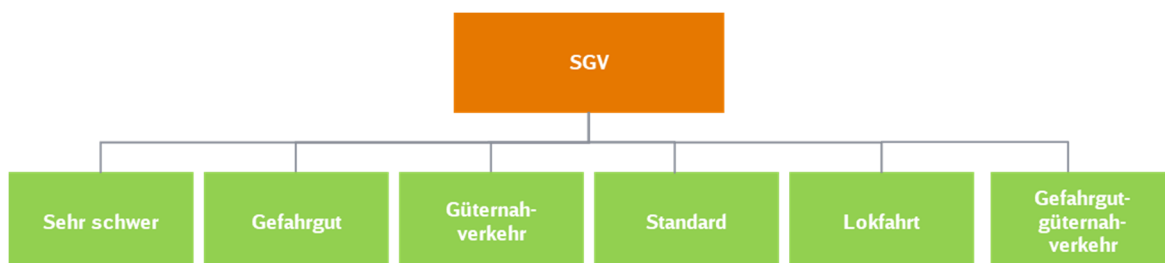 SGV
Sehr schwer
Gefahrgut
Güternah-
verkehr
Standard
Lokfahrt
Gefahrgut-
güternah-
verkehr